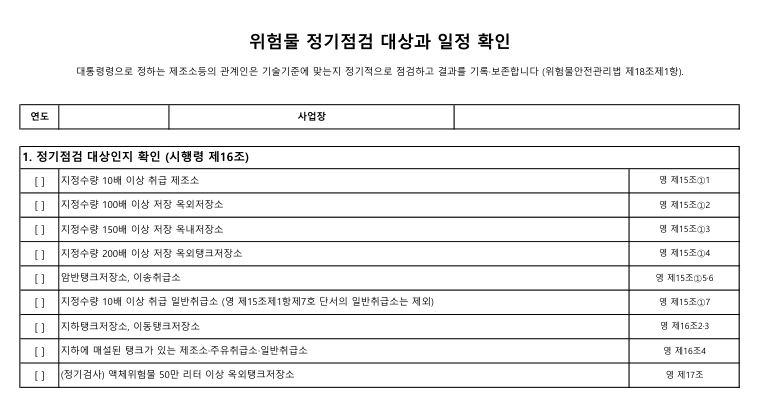 위험물 정기점검 대상과 일정 확인
대통령령으로 정하는 제조소등의 관계인은 기술기준에 맞는지 정기적으로 점검하고 결과를 기록·보존합니다 (위험물안전관리법 제18조제1항).
연도 사업장
1. 정기점검 대상인지 확인 (시행령 제16조)
[ ] 지정수량 10배 이상 취급 제조소 영 제15조①1
[ ] 지정수량 100배 이상 저장 옥외저장소 영 제15조①2
[ ] 지정수량 150배 이상 저장 옥내저장소 영 제15조①3
[ ] 지정수량 200배 이상 저장 옥외탱크저장소 영 제15조①4
[ ] 암반탱크저장소, 이송취급소 영 제15조①5·6
[ ] 지정수량 10배 이상 취급 일반취급소 (영 제15조제1항제7호 단서의 일반취급소는 제외) 영 제15조①7
[ ] 지하탱크저장소, 이동탱크저장소 영 제16조2·3
[ ] 지하에 매설된 탱크가 있는 제조소·주유취급소·일반취급소 영 제16조4
[ ] (정기검사) 액체위험물 50만 리터 이상 옥외탱크저장소 영 제17조